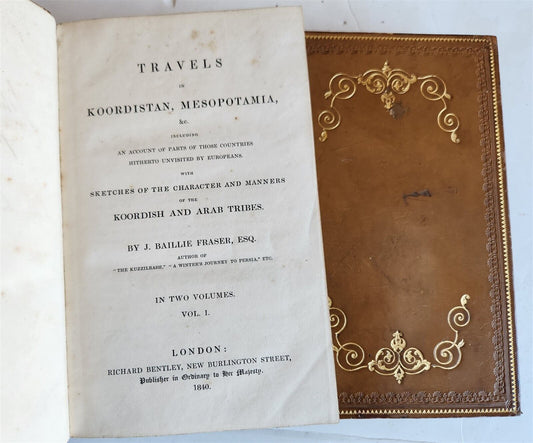 TRAVELS
IN
KOORDISTAN, MESOPOTAMIA,
&c.
INCLUDING
AN ACCOUNT OF PARTS OF THOSE COUNTRIES
HITHERTO UNVISITED BY EUROPEANS.
WITH
SKETCHES OF THE CHARACTER AND MANNERS
OF THE
KOORDISH AND ARAB TRIBES.
BY J. BAILLIE FRASER, ESQ.
AUTHOR OF
"THE KUZZILBASH," "A WINTER'S JOURNEY TO PERSIA," ETC.
IN TWO VOLUMES.
VOL. I.
LONDON:
RICHARD BENTLEY, NEW BURLINGTON STREET,
Publisher in Ordinary to Her Majesty.
1840.